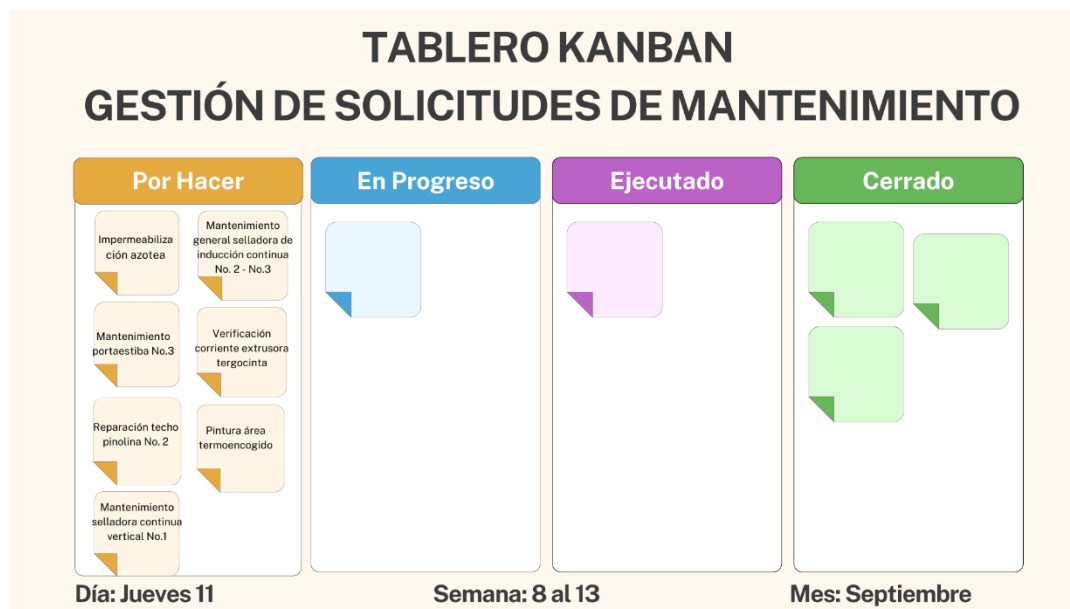 TABLERO KANBAN
GESTIÓN DE SOLICITUDES DE MANTENIMIENTO
Por Hacer
En Progreso
Ejecutado
Cerrado
Impermeabiliza
ción azotea
Mantenimiento
general selladora de
inducción continua
No. 2 - No.3
Mantenimiento
portaestiba No.3
Verificación
corriente extrusora
tergocinta
Reparación techo
pinolina No. 2
Pintura área
termoencogido
Mantenimiento
selladora continua
vertical No.1
Día: Jueves 11
Semana: 8 al 13
Mes: Septiembre